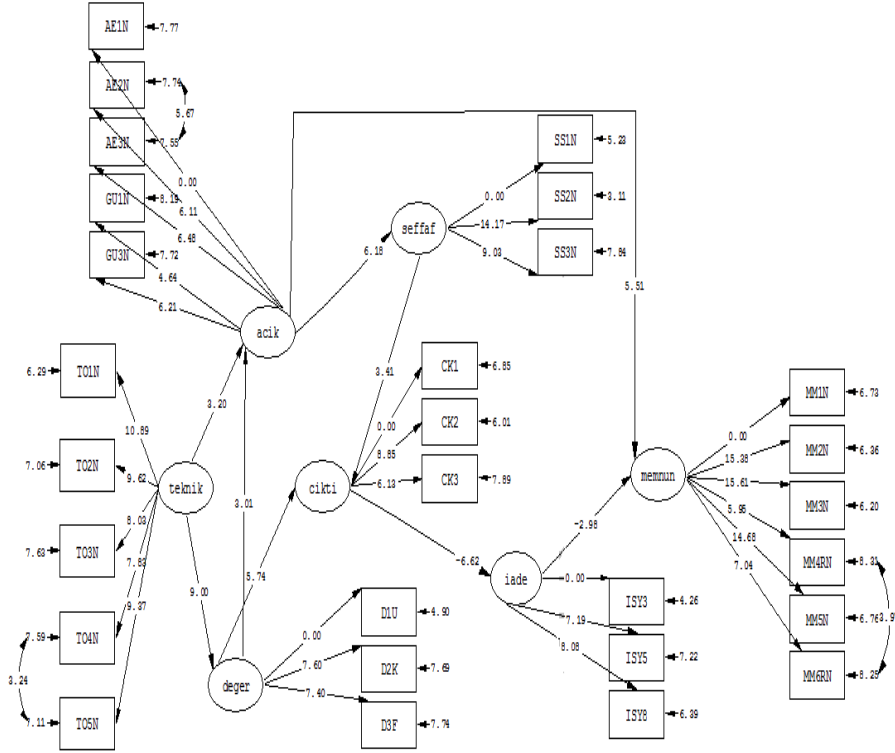 AE1N 7.77
AE2N 7.74
5.67
AE3N 7.55
GU1N 8.19
GU3N 7.72
0.00
6.11
6.48
4.64
6.21
acik
6.18
seffaf
0.00
-14.17
9.03
SS1N 5.23
SS2N 3.11
SS3N 7.84
5.51
3.41
6.29 TO1N
7.06 TO2N
7.63 TO3N
7.59 TO4N
3.24
7.11 TO5N
10.89
9.62
8.03
7.83
9.37
teknik
3.20
3.01
9.00
5.74
cikti
0.00
8.85
6.13
CK1 6.85
CK2 6.01
CK3 7.89
-6.62
deger
0.00
7.60
7.40
D1U 4.90
D2K 7.69
D3F 7.74
iade
-2.98
0.00
7.19
8.08
ISY3 4.26
ISY5 7.22
ISY8 6.39
memnun
0.00
15.38
15.61
5.95
14.68
7.04
MM1N 6.73
MM2N 6.36
MM3N 6.20
MM4RN 8.31
MM5N 6.76
MM6RN 8.25